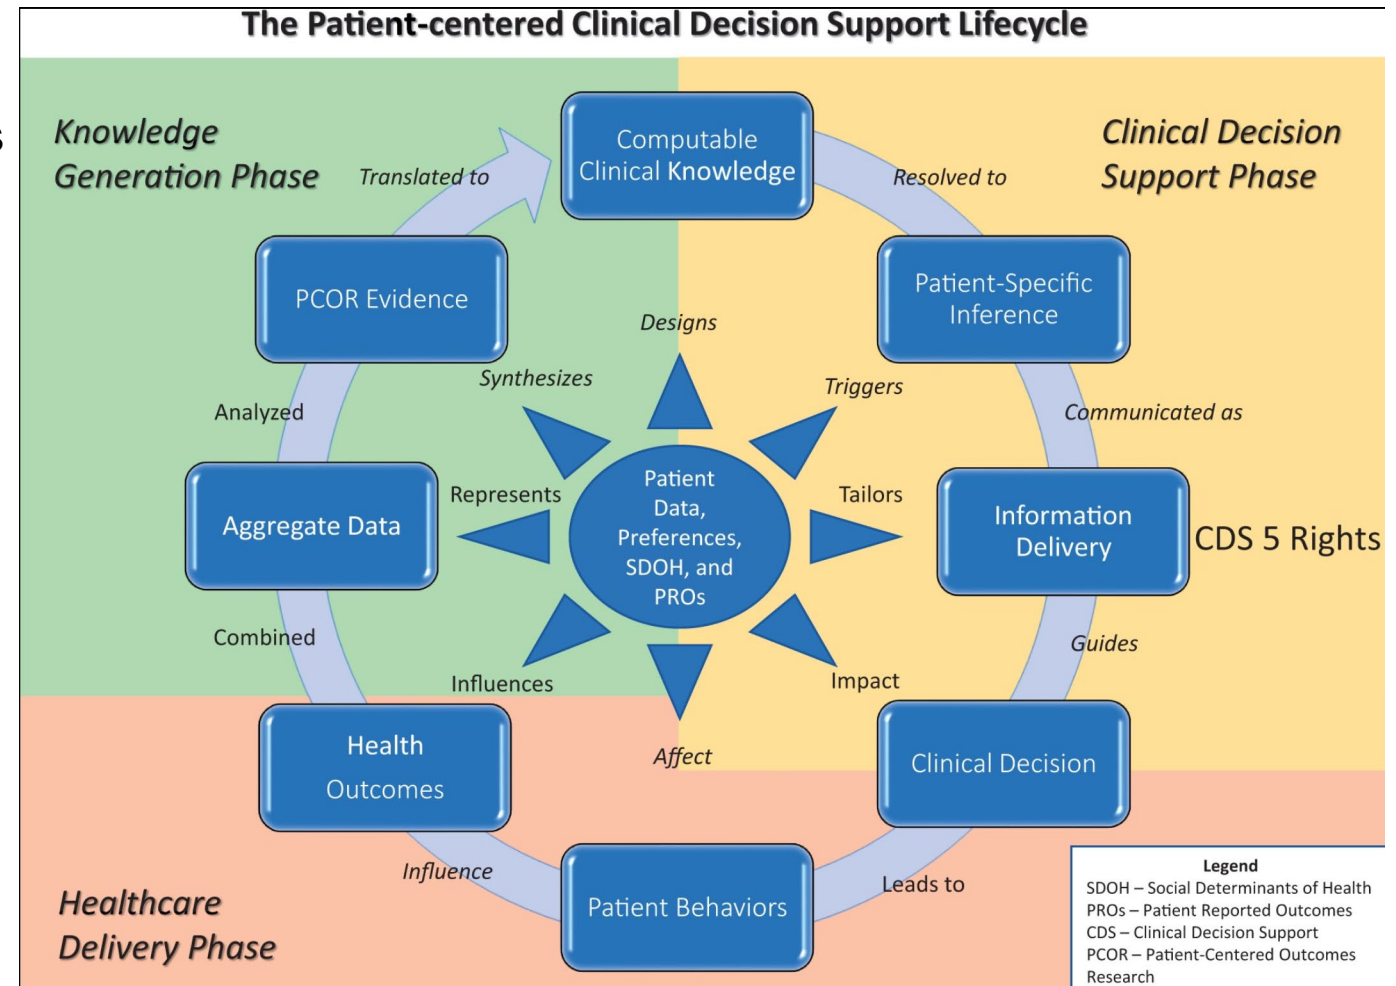 The Patient-centered Clinical Decision Support Lifecycle
s
Knowledge
Generation Phase
Clinical Decision
Support Phase
Computable
Clinical Knowledge
Translated to
Resolved to
PCOR Evidence
Patient-Specific
Inference
Designs
Synthesizes
Triggers
Analyzed
Communicated as
Represents
Tailors
Patient
Data,
Preferences,
SDOH, and
PROs
Aggregate Data
Information
Delivery
CDS 5 Rights
Combined
Guides
Influences
Impact
Affect
Health
Outcomes
Clinical Decision
Influence
Leads to
Patient Behaviors
Healthcare
Delivery Phase
Legend
SDOH – Social Determinants of Health
PROs – Patient Reported Outcomes
CDS – Clinical Decision Support
PCOR – Patient-Centered Outcomes
Research